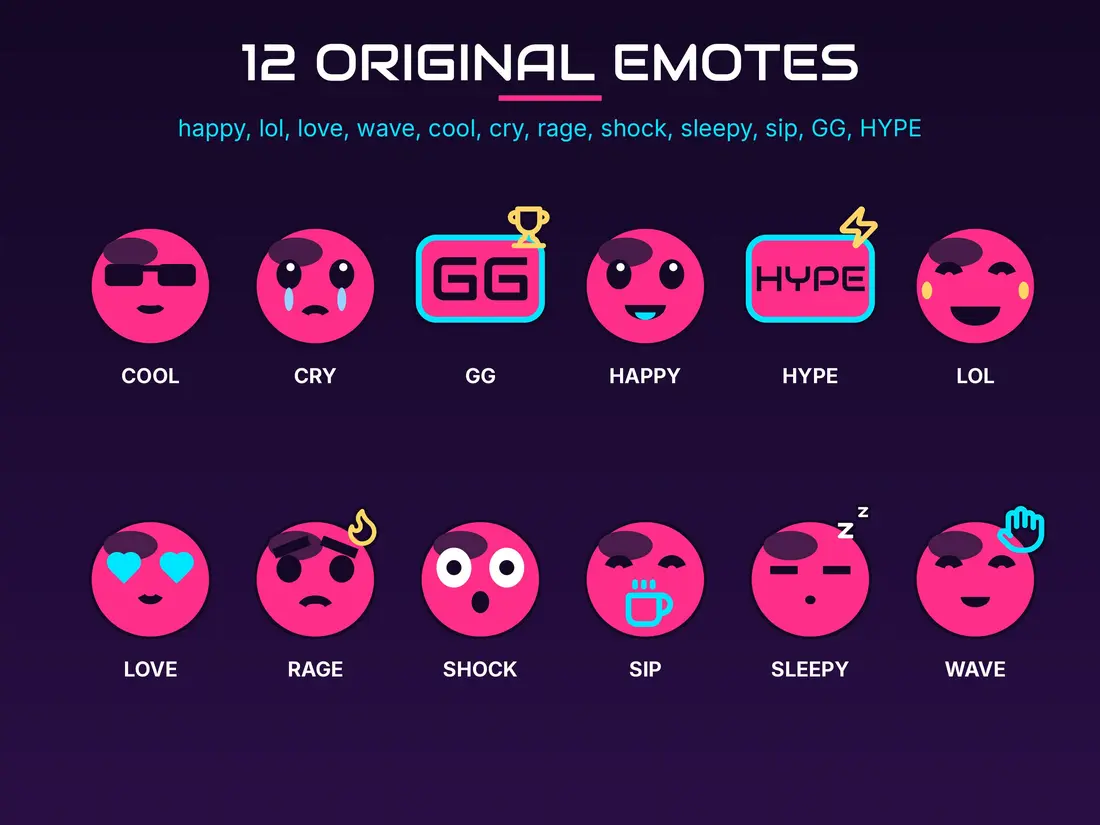 12 ORIGINAL EMOTES
happy, lol, love, wave, cool, cry, rage, shock, sleepy, sip, GG, HYPE
GG
HYPE
COOL
CRY
GG
HAPPY
HYPE
LOL
z
z
LOVE
RAGE
SHOCK
SIP
SLEEPY
WAVE